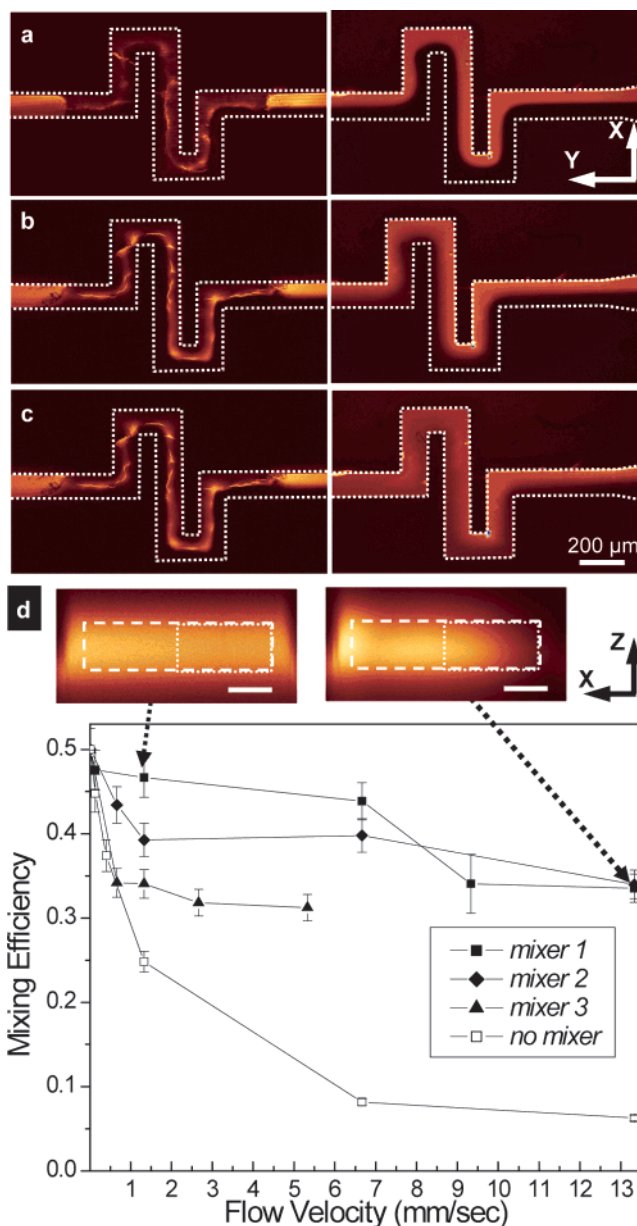 a
X
Y
b
c
200 µm
d
Z
X
0.5
0.4
0.3
0.2
0.1
0.0
Mixing Efficiency
mixer 1
mixer 2
mixer 3
no mixer
1 2 3 4 5 6 7 8 9 10 11 12 13
Flow Velocity (mm/sec)